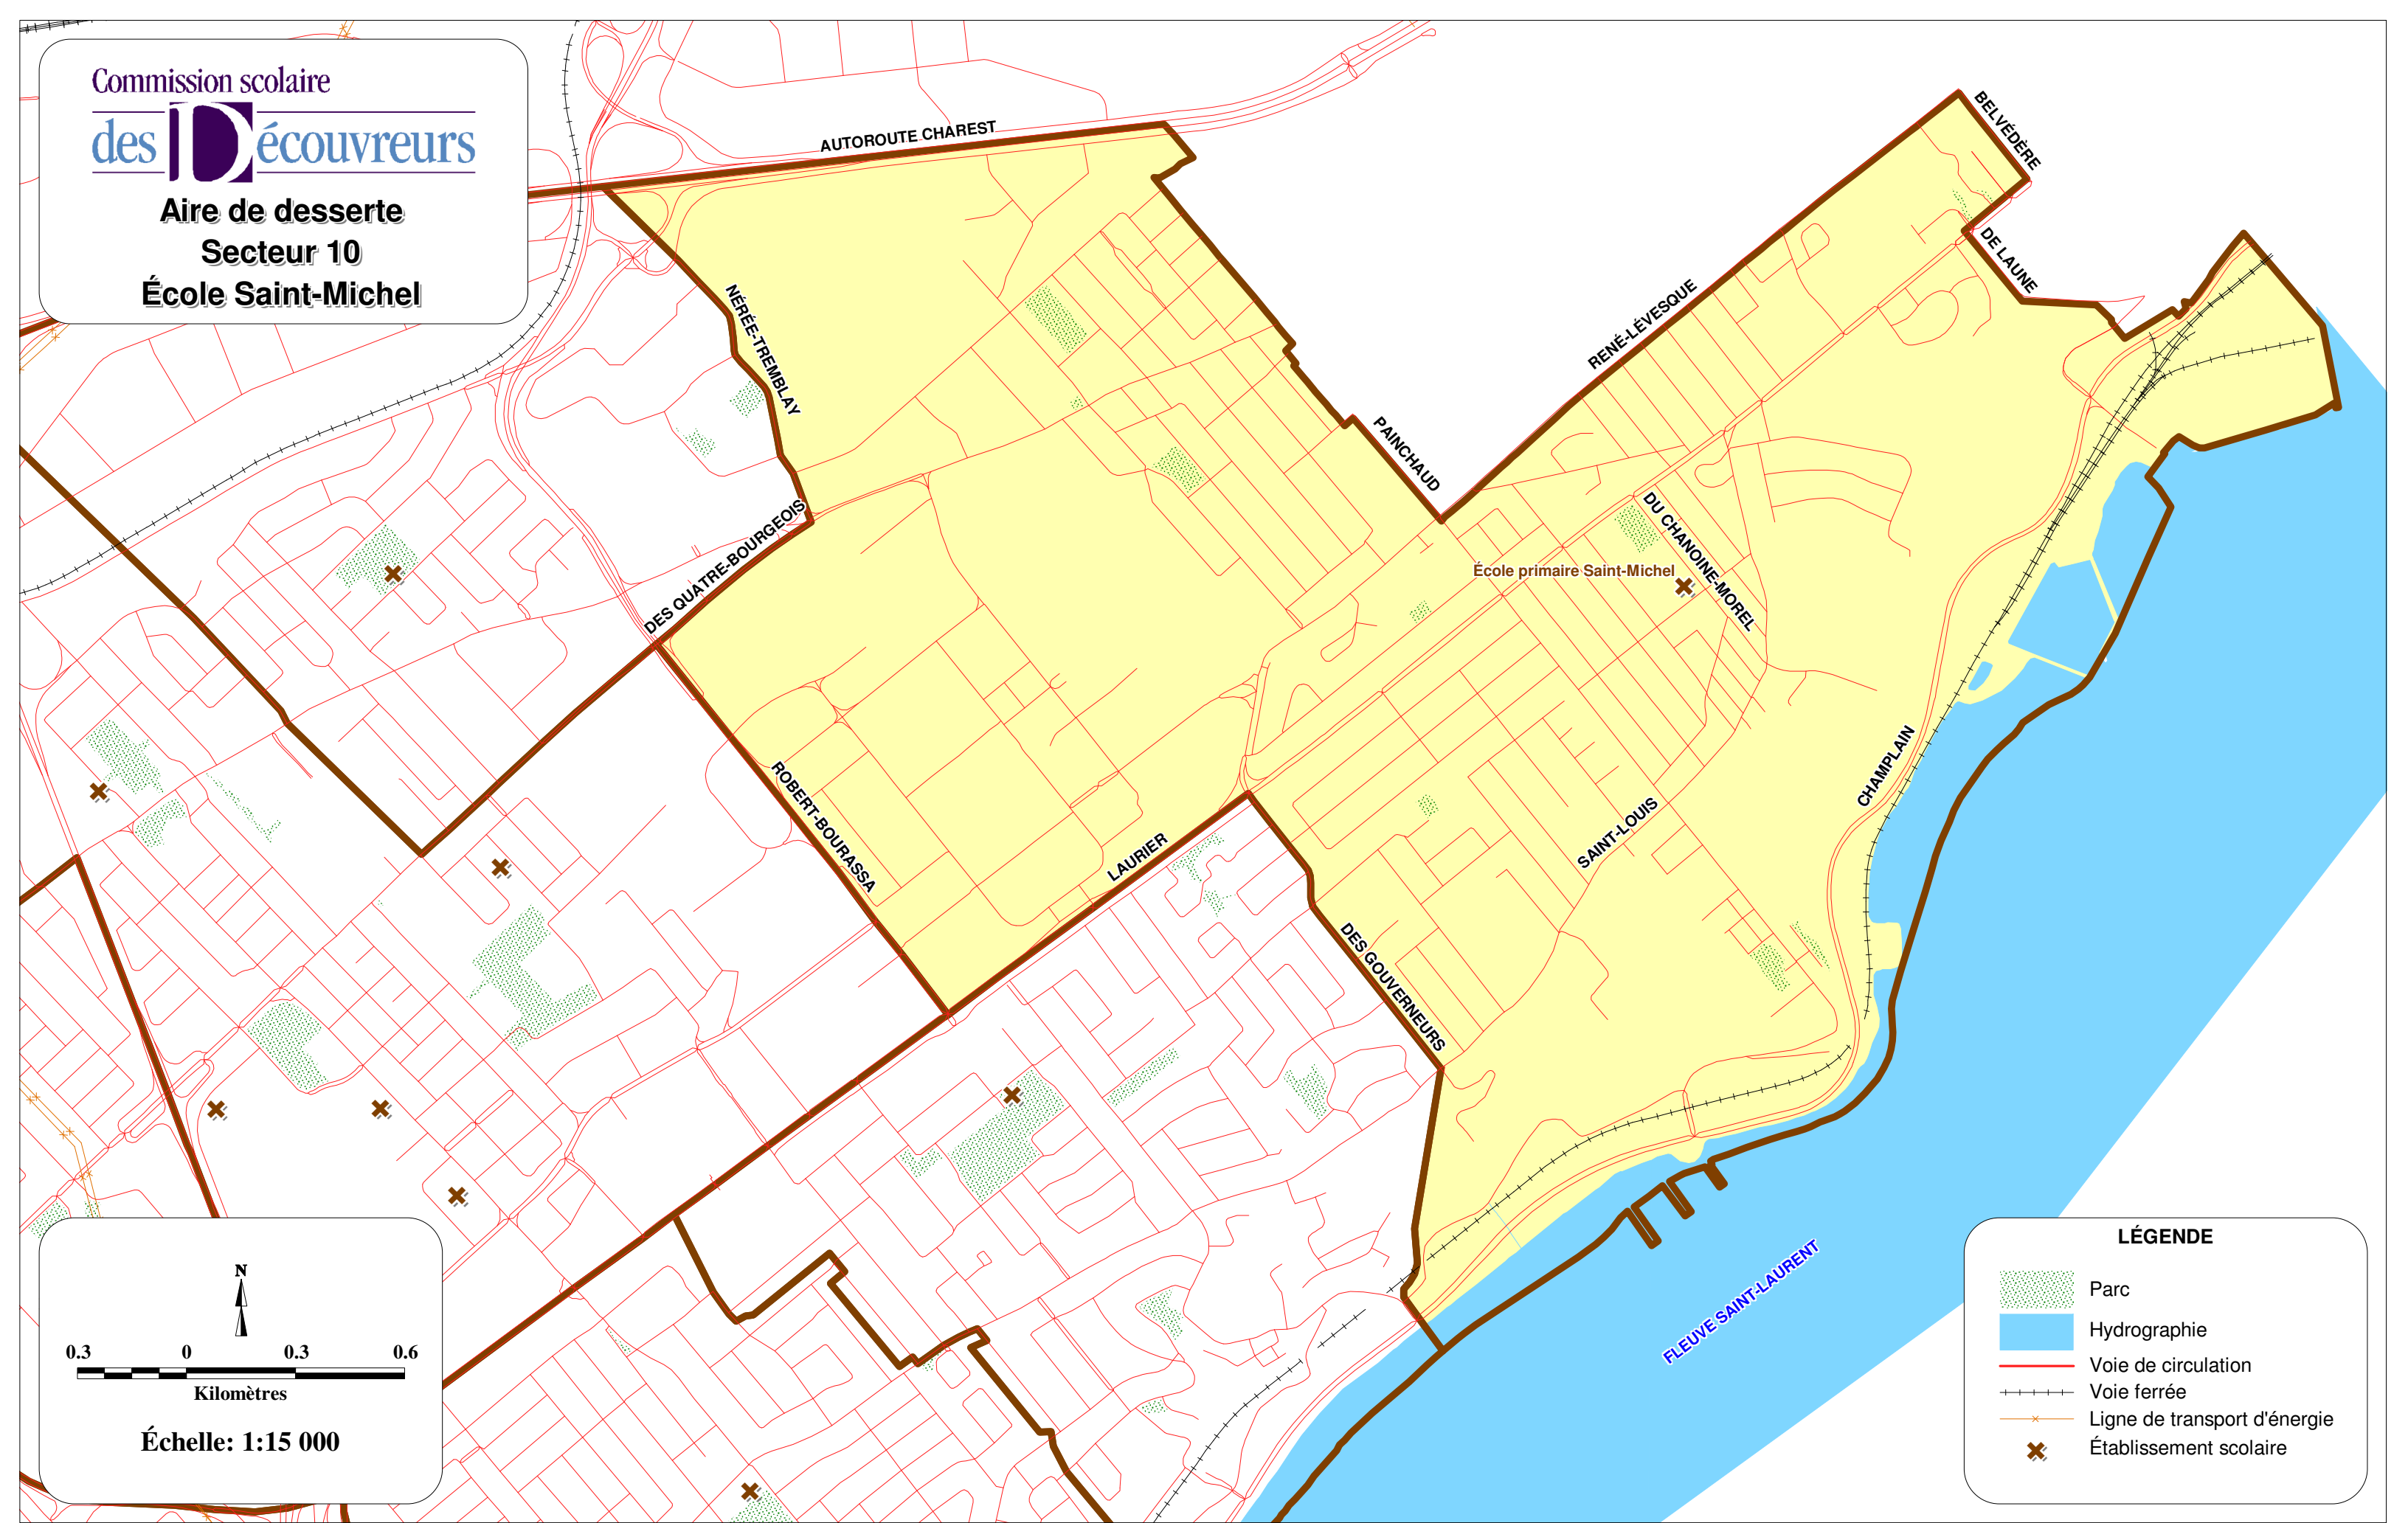 Commission scolaire
des Découvreurs
Aire de desserte
Secteur 10
École Saint-Michel
AUTOROUTE CHAREST
BELVÉDÈRE
DE LAUNE
NÉRÉE-TREMBLAY
RENÉ-LÉVESQUE
PAINCHAUD
DES QUATRE-BOURGEOIS
DU CHANOINE-MOREL
École primaire Saint-Michel
ROBERT-BOURASSA
LAURIER
SAINT-LOUIS
CHAMPLAIN
DES GOUVERNEURS
FLEUVE SAINT-LAURENT
N
0.3 0 0.3 0.6
Kilomètres
Échelle: 1:15 000
LÉGENDE
Parc
Hydrographie
Voie de circulation
Voie ferrée
Ligne de transport d'énergie
Établissement scolaire